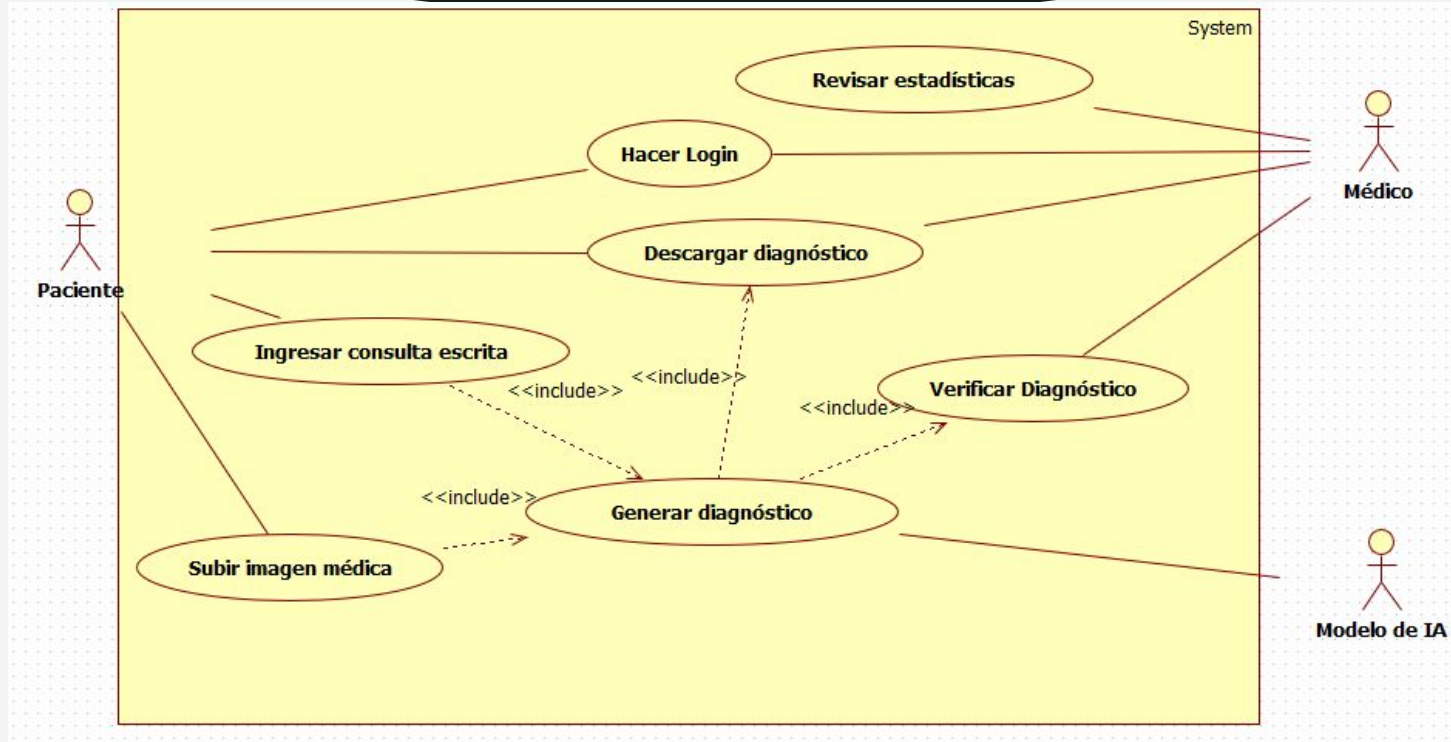 System
Revisar estadísticas
Hacer Login
Médico
Descargar diagnóstico
Paciente
Ingresar consulta escrita
<<include>>
<<include>>
<<include>>
Verificar Diagnóstico
<<include>>
Generar diagnóstico
Subir imagen médica
Modelo de IA